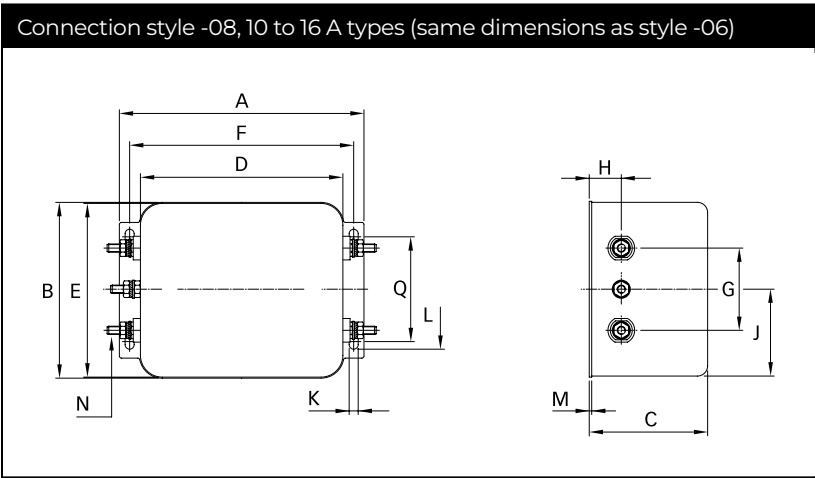 Connection style -08, 10 to 16 A types (same dimensions as style -06)
A
F
H
D
B
E
Q
G
L
J
N
K
M
C